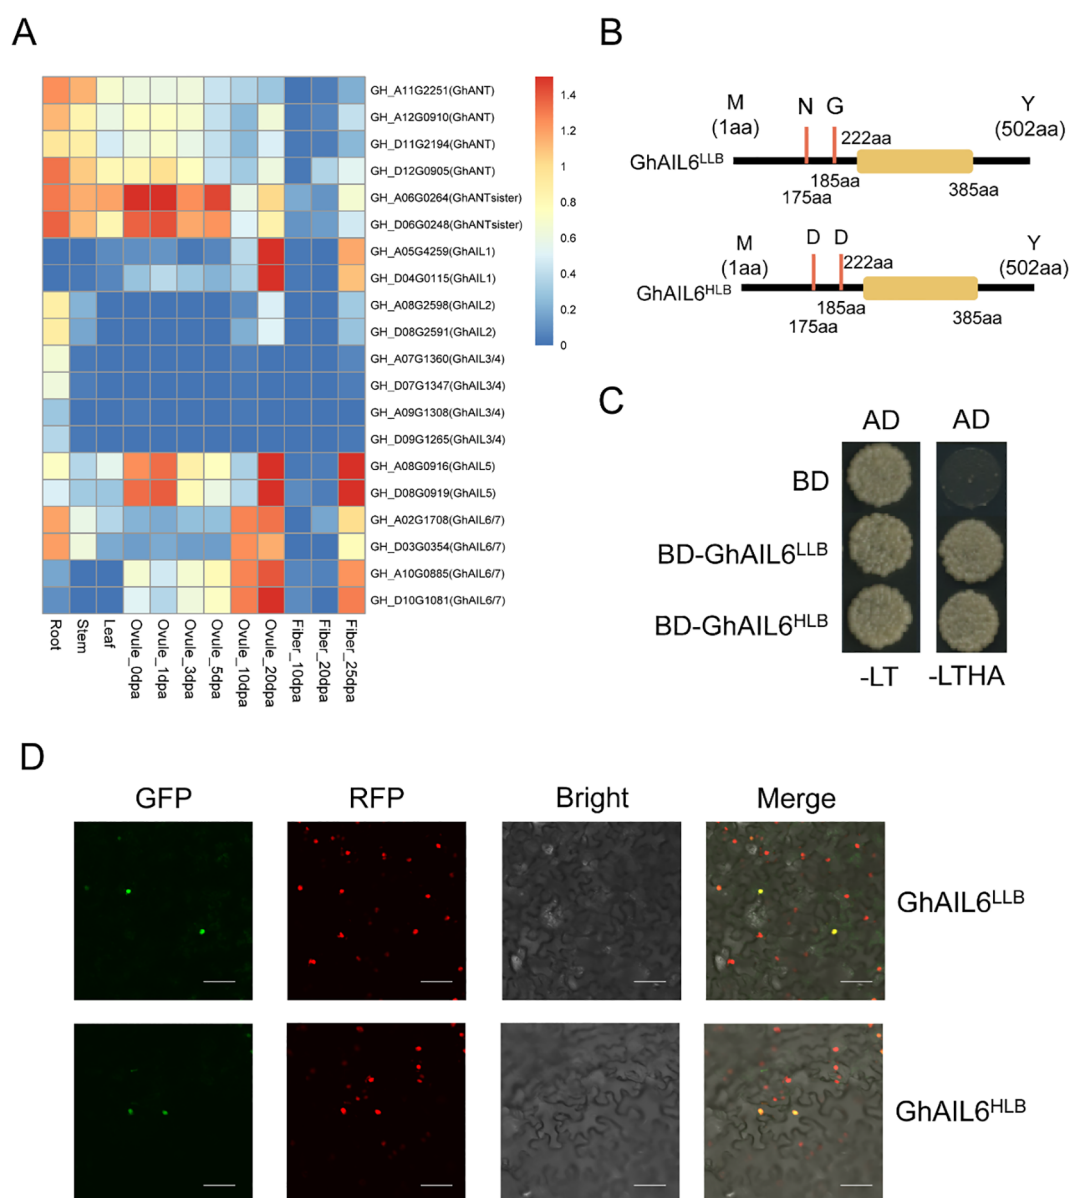 A
1.4
1.2
1
0.8
0.6
0.4
0.2
0
GH_A11G2251(GhANT)
GH_A12G0910(GhANT)
GH_D11G2194(GhANT)
GH_D12G0905(GhANT)
GH_A06G0264(GhANTsister)
GH_D06G0248(GhANTsister)
GH_A05G4259(GhAIL1)
GH_D04G0115(GhAIL1)
GH_A08G2598(GhAIL2)
GH_D08G2591(GhAIL2)
GH_A07G1360(GhAIL3/4)
GH_D07G1347(GhAIL3/4)
GH_A09G1308(GhAIL3/4)
GH_D09G1265(GhAIL3/4)
GH_A08G0916(GhAIL5)
GH_D08G0919(GhAIL5)
GH_A02G1708(GhAIL6/7)
GH_D03G0354(GhAIL6/7)
GH_A10G0885(GhAIL6/7)
GH_D10G1081(GhAIL6/7)
Root
Stem
Leaf
Ovule_0dpa
Ovule_1dpa
Ovule_3dpa
Ovule_5dpa
Ovule_10dpa
Ovule_20dpa
Fiber_10dpa
Fiber_20dpa
Fiber_25dpa
B
M
(1aa)
N
G
222aa
Y
(502aa)
GhAIL6LLB
185aa
175aa
385aa
M
(1aa)
D
D
222aa
Y
(502aa)
GhAIL6HLB
185aa
175aa
385aa
C
AD
AD
BD
BD-GhAIL6LLB
BD-GhAIL6HLB
-LT
-LTHA
D
GFP
RFP
Bright
Merge
GhAIL6LLB
GhAIL6HLB